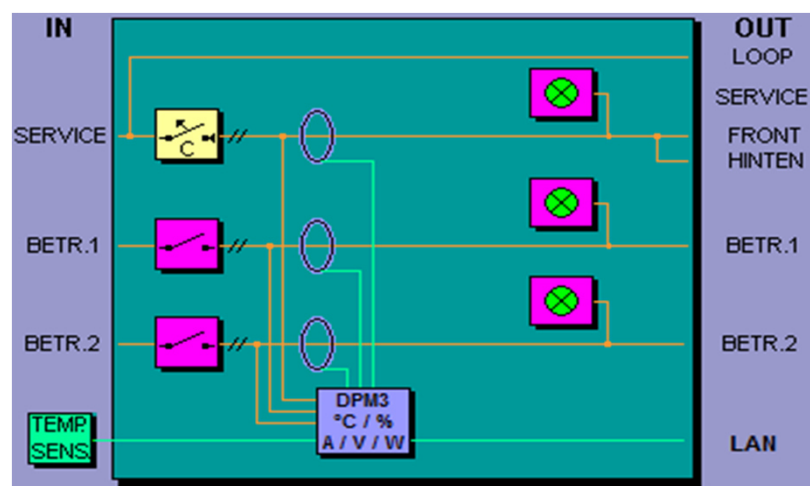 IN
OUT
LOOP
SERVICE
SERVICE
C
FRONT
HINTEN
BETR.1
BETR.1
BETR.2
BETR.2
DPM3
°C / %
A / V / W
TEMP.
SENS.
LAN